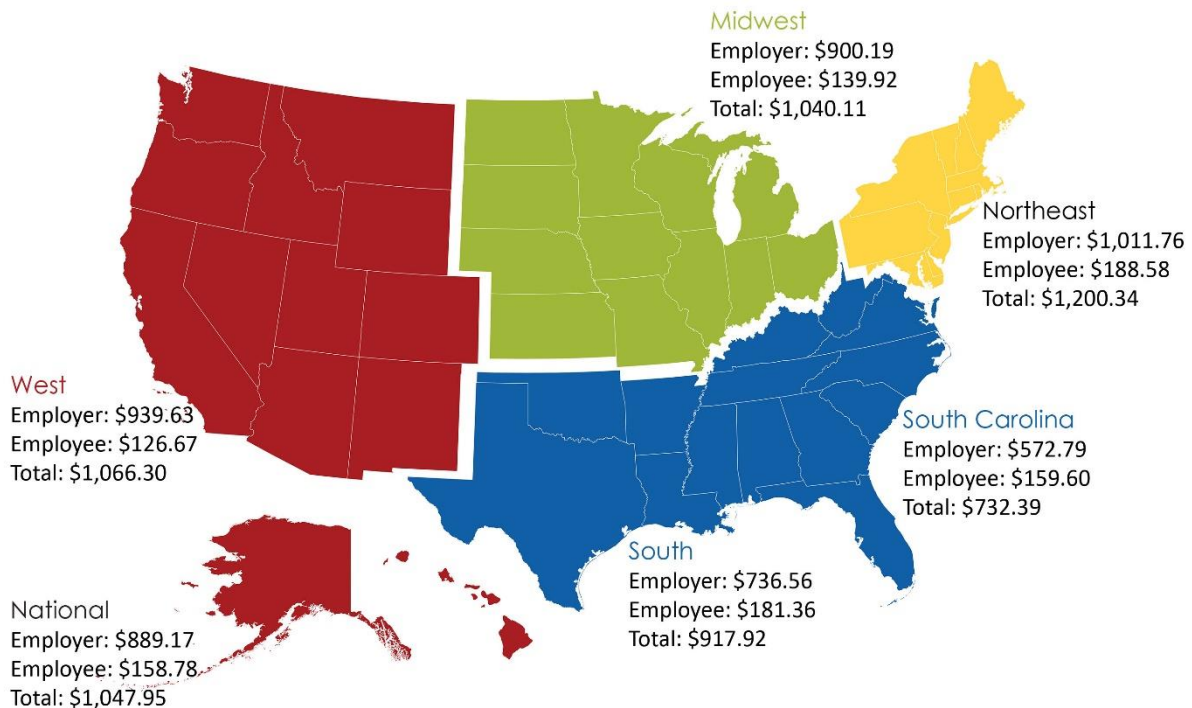 Midwest
Employer: $900.19
Employee: $139.92
Total: $1,040.11
Northeast
Employer: $1,011.76
Employee: $188.58
Total: $1,200.34
West
Employer: $939.63
Employee: $126.67
Total: $1,066.30
South Carolina
Employer: $572.79
Employee: $159.60
Total: $732.39
South
Employer: $736.56
Employee: $181.36
Total: $917.92
National
Employer: $889.17
Employee: $158.78
Total: $1,047.95